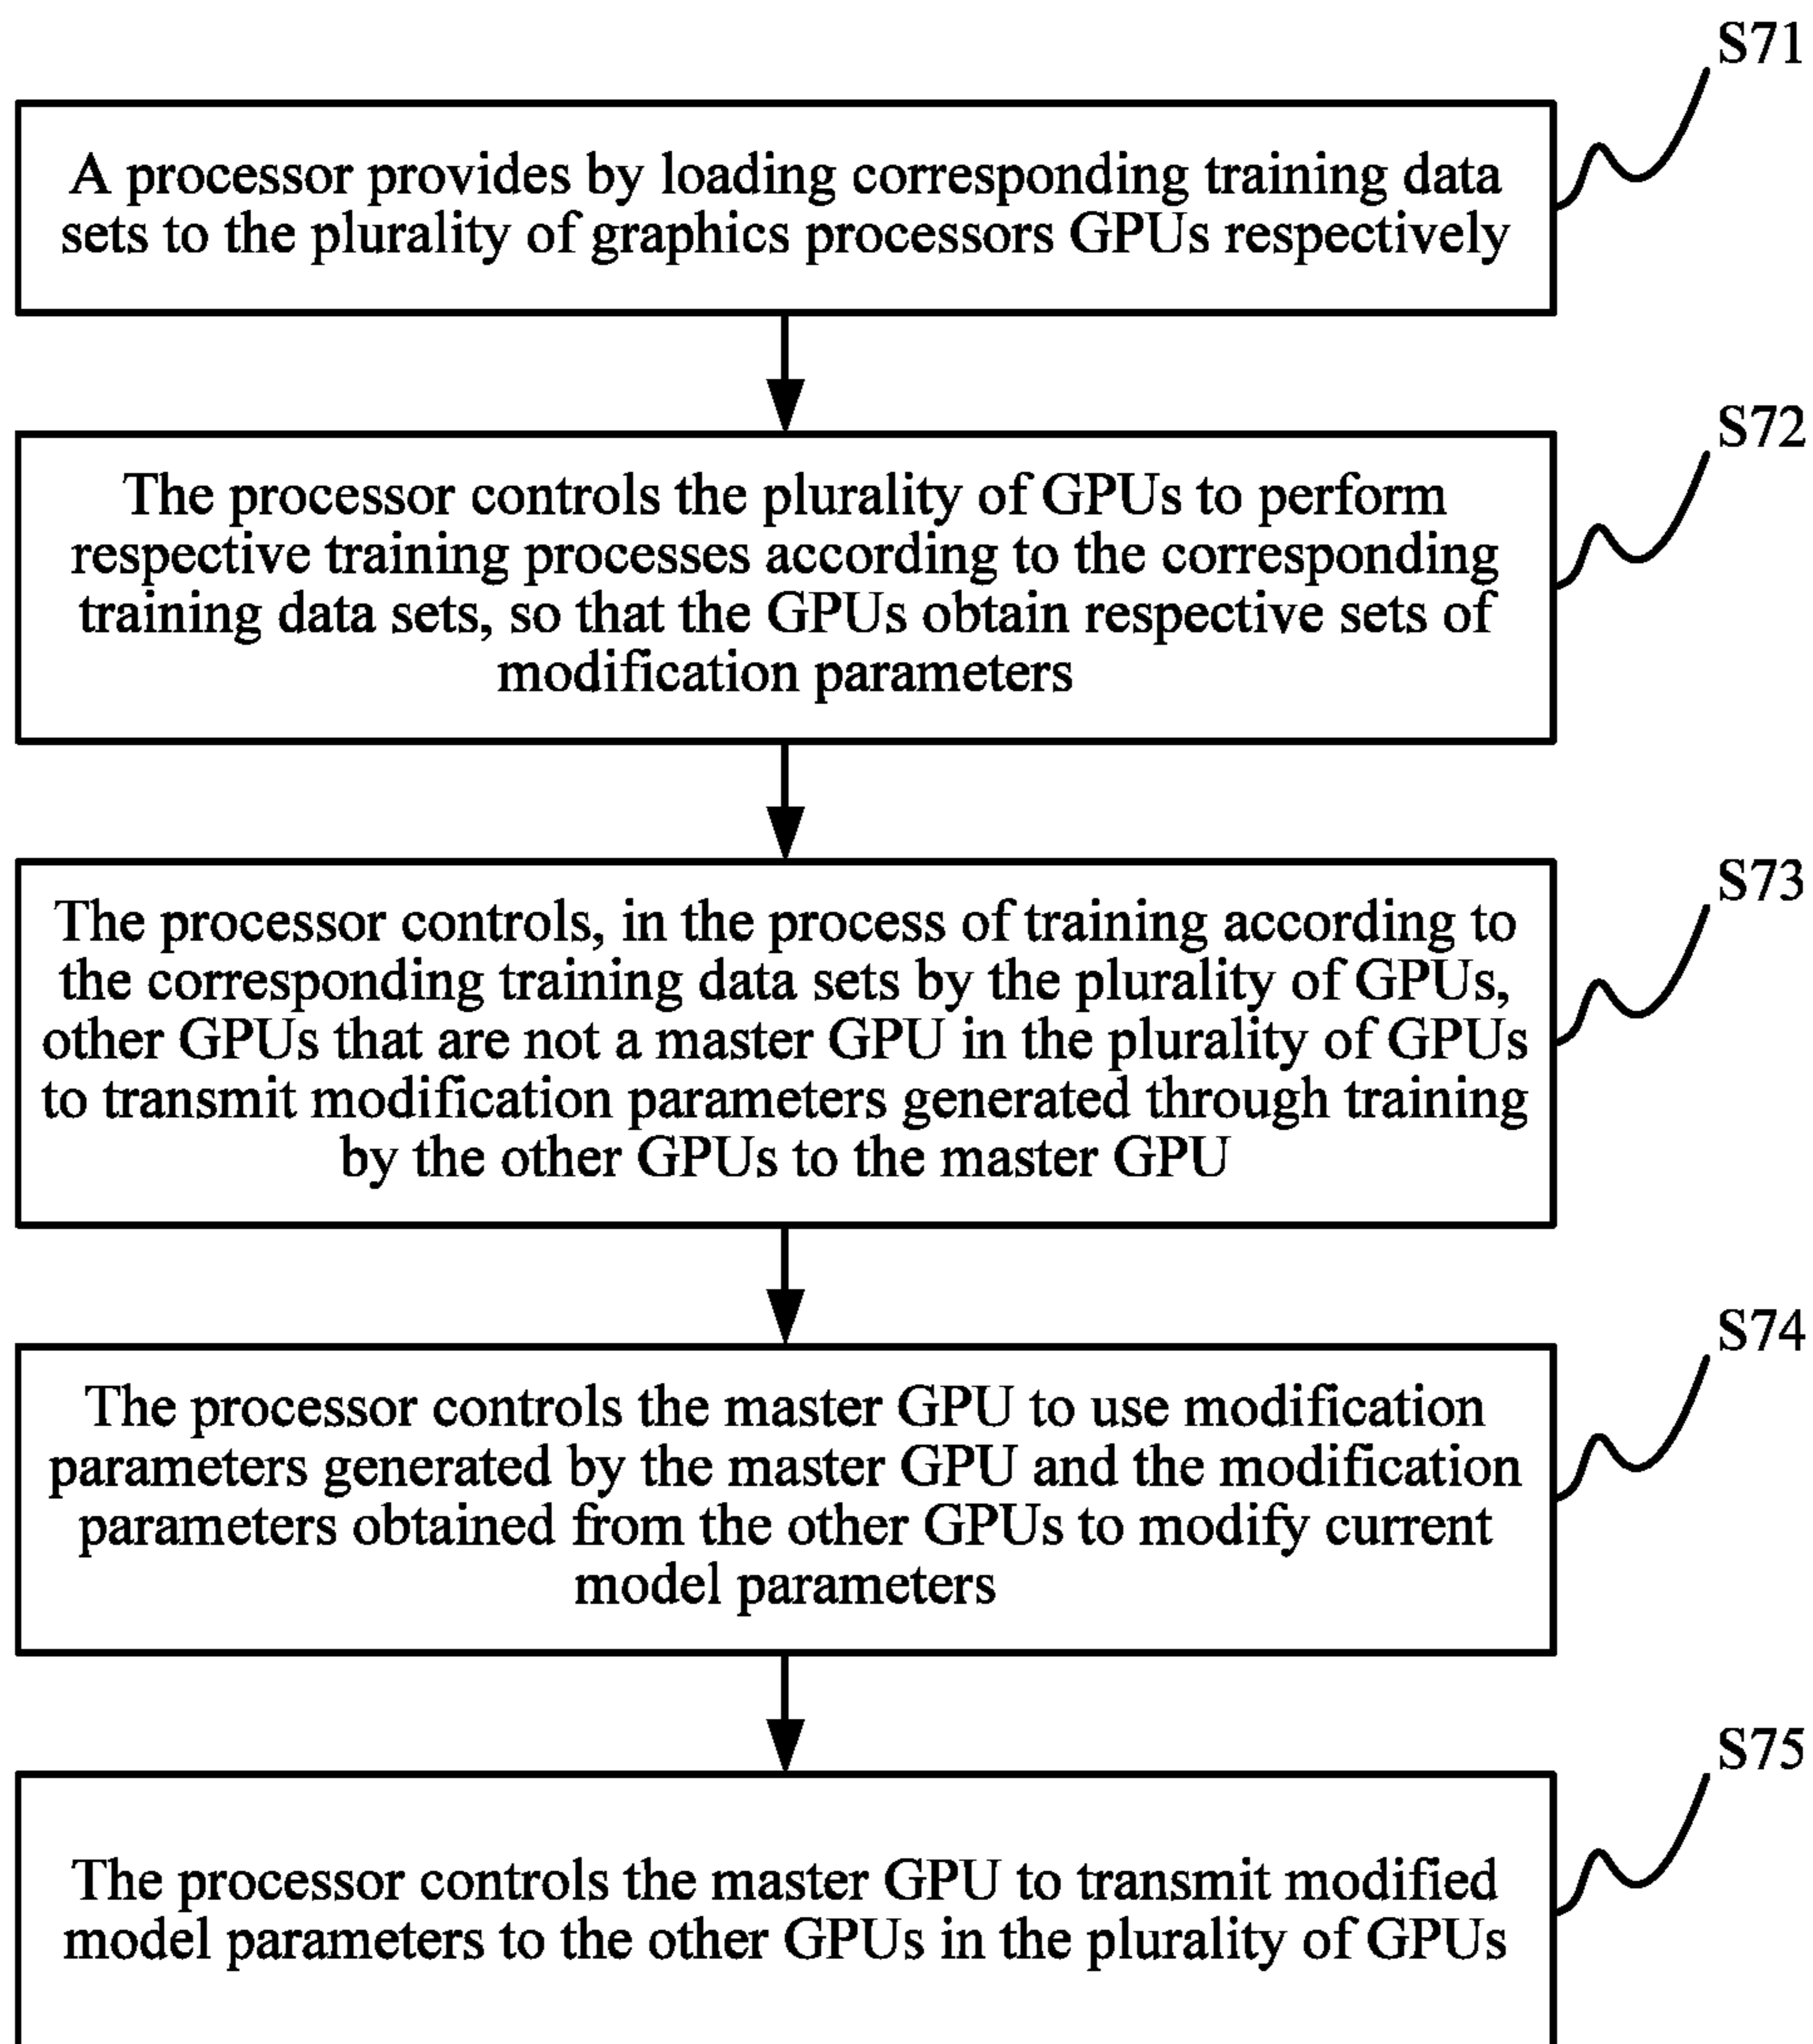 S71
A processor provides by loading corresponding training data
sets to the plurality of graphics processors GPUs respectively
S72
The processor controls the plurality of GPUs to perform
respective training processes according to the corresponding
training data sets, so that the GPUs obtain respective sets of
modification parameters
S73
The processor controls, in the process of training according to
the corresponding training data sets by the plurality of GPUs,
other GPUs that are not a master GPU in the plurality of GPUs
to transmit modification parameters generated through training
by the other GPUs to the master GPU
S74
The processor controls the master GPU to use modification
parameters generated by the master GPU and the modification
parameters obtained from the other GPUs to modify current
model parameters
S75
The processor controls the master GPU to transmit modified
model parameters to the other GPUs in the plurality of GPUs